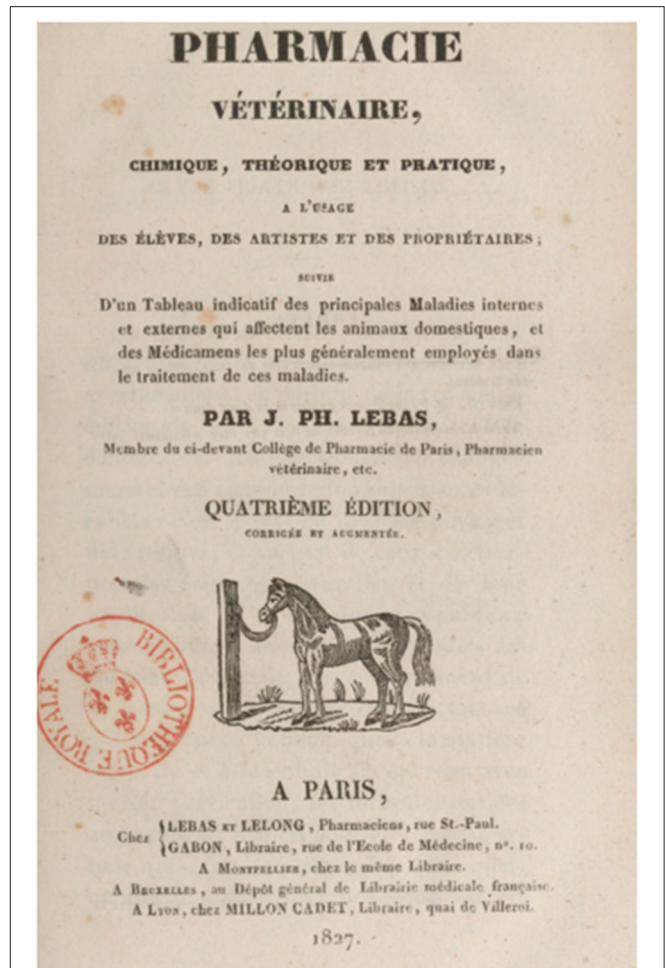 PHARMACIE
VÉTÉRINAIRE,
CHIMIQUE, THÉORIQUE ET PRATIQUE,
A L'USAGE
DES ÉLÈVES, DES ARTISTES ET DES PROPRIÉTAIRES;
SUIVIE
D'un Tableau indicatif des principales Maladies internes
et externes qui affectent les animaux domestiques, et
des Médicamens les plus généralement employés dans
le traitement de ces maladies.
PAR J. PH. LEBAS,
Membre du ci-devant Collège de Pharmacie de Paris, Pharmacien
vétérinaire, etc.
QUATRIÈME ÉDITION,
CORRIGÉE ET AUGMENTÉE.
BIBLIOTHEQUE ROYALE
A PARIS,
Chez
LEBAS ET LELONG, Pharmaciens, rue St.-Paul.
GABON, Libraire, rue de l'Ecole de Médecine, n°. 10.
A MONTPELLIER, chez le même Libraire.
A BRUXELLES, au Dépôt général de Librairie médicale française.
A LYON, chez MILLON CADET, Libraire, quai de Villeroi.
1827.